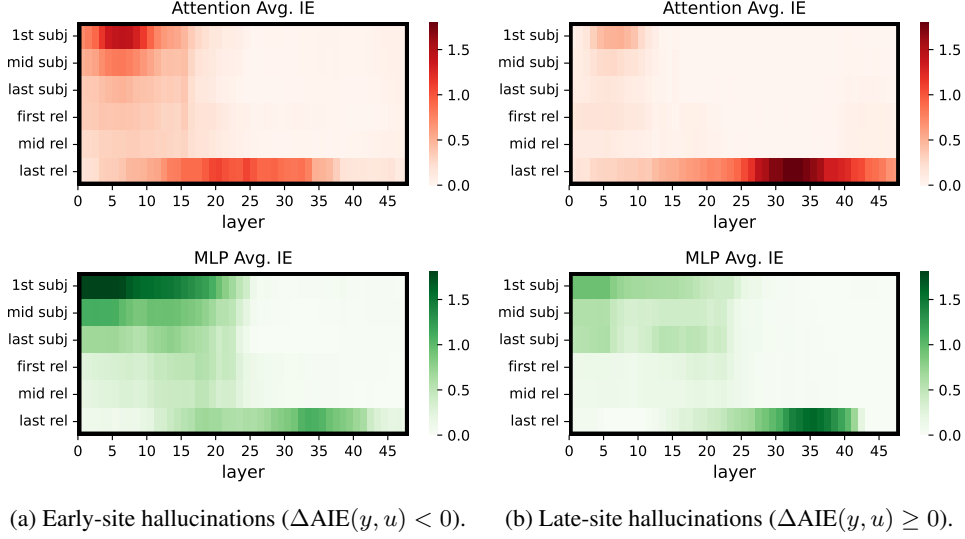 Attention Avg. IE
1st subj
mid subj
last subj
first rel
mid rel
last rel
0 5 10 15 20 25 30 35 40 45
layer
1.5
1.0
0.5
0.0
Attention Avg. IE
1st subj
mid subj
last subj
first rel
mid rel
last rel
0 5 10 15 20 25 30 35 40 45
layer
1.5
1.0
0.5
0.0
MLP Avg. IE
1st subj
mid subj
last subj
first rel
mid rel
last rel
0 5 10 15 20 25 30 35 40 45
layer
1.5
1.0
0.5
0.0
MLP Avg. IE
1st subj
mid subj
last subj
first rel
mid rel
last rel
0 5 10 15 20 25 30 35 40 45
layer
1.5
1.0
0.5
0.0
(a) Early-site hallucinations (ΔAIE(y, u) < 0).
(b) Late-site hallucinations (ΔAIE(y, u) ≥ 0).